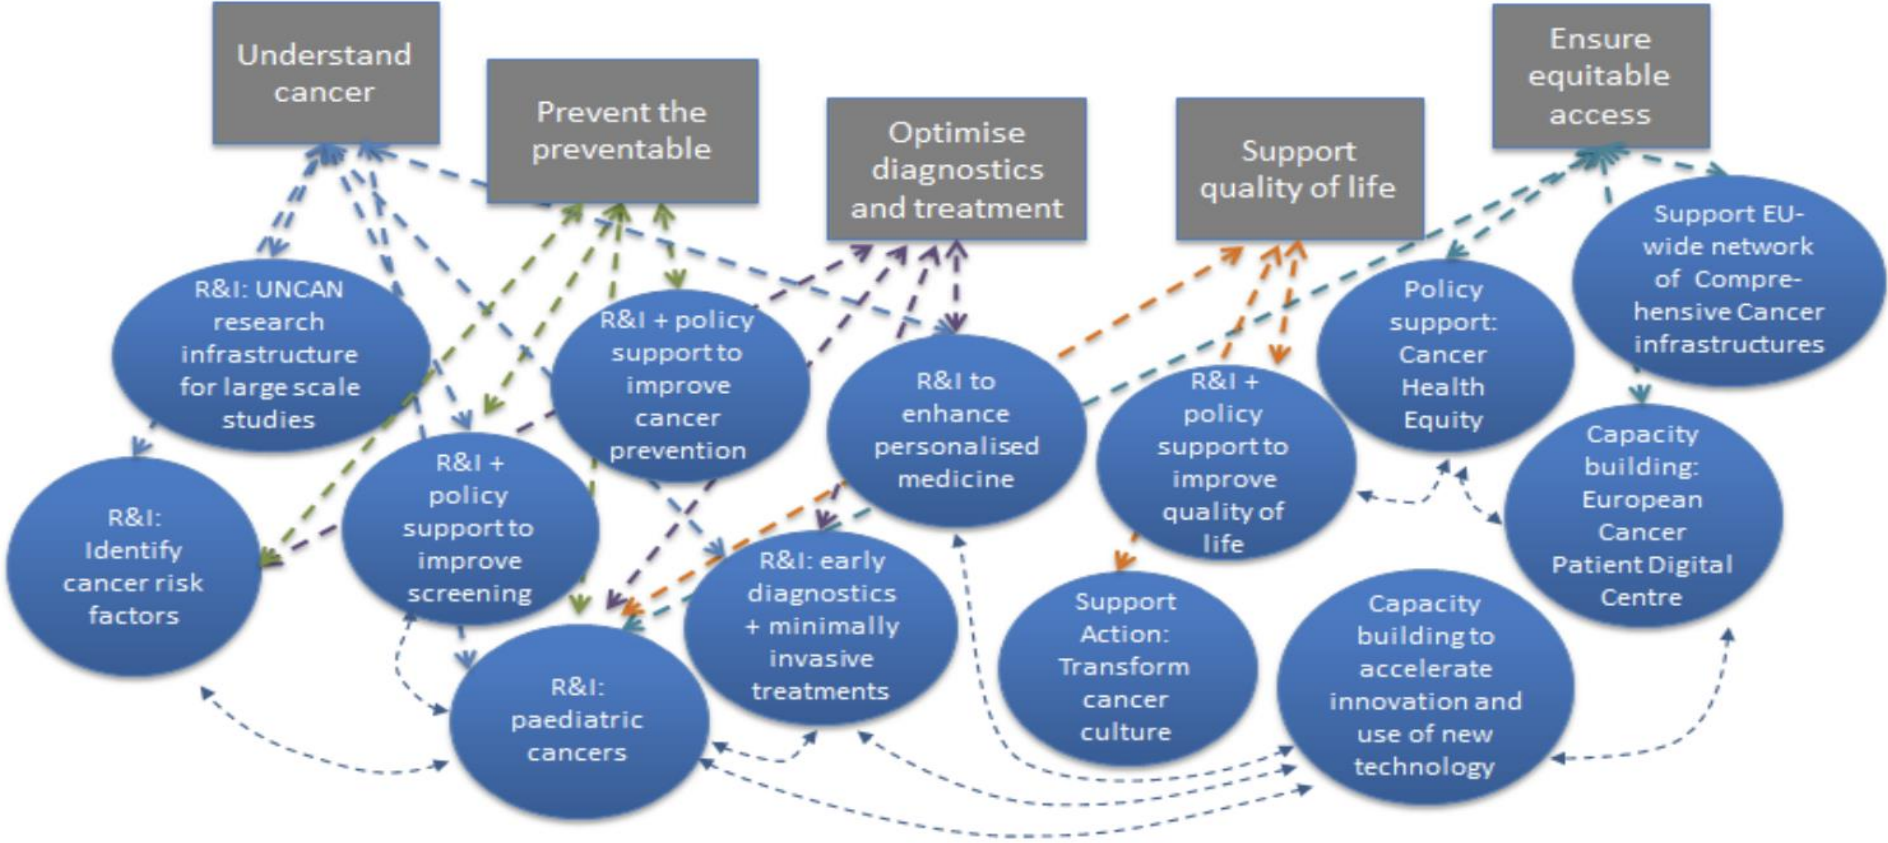 Understand
cancer
Prevent the
preventable
Optimise
diagnostics
and treatment
Support
quality of life
Ensure
equitable
access
R&I: UNCAN
research
infrastructure
for large scale
studies
R&I + policy
support to
improve
cancer
prevention
R&I to
enhance
personalised
medicine
R&I +
policy
support to
improve
quality of
life
Policy
support:
Cancer
Health
Equity
Support EU-
wide network
of Compre-
hensive Cancer
infrastructures
R&I:
Identify
cancer risk
factors
R&I +
policy
support to
improve
screening
R&I:
paediatric
cancers
R&I: early
diagnostics
+ minimally
invasive
treatments
Support
Action:
Transform
cancer
culture
Capacity
building to
accelerate
innovation and
use of new
technology
Capacity
building:
European
Cancer
Patient Digital
Centre